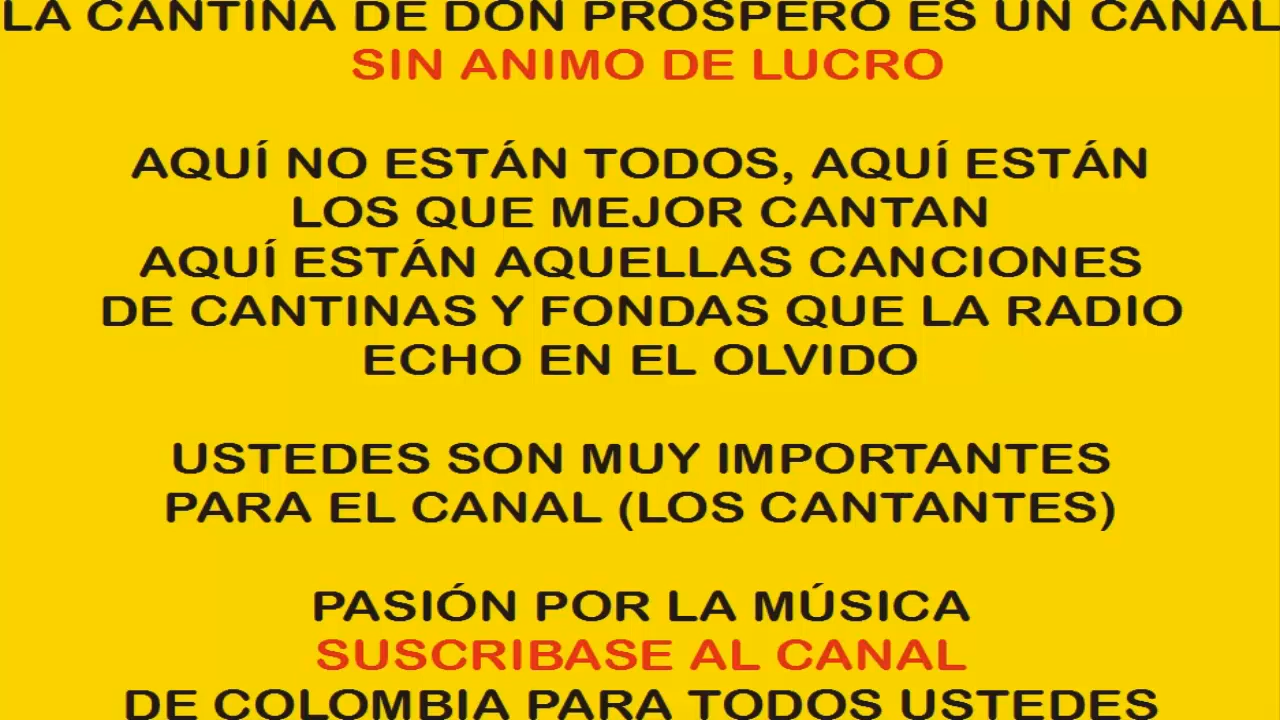 LA CANTINA DE DON PROSPERO ES UN CANAL
SIN ANIMO DE LUCRO
AQUÍ NO ESTÁN TODOS, AQUÍ ESTÁN
LOS QUE MEJOR CANTAN
AQUÍ ESTÁN AQUELLAS CANCIONES
DE CANTINAS Y FONDAS QUE LA RADIO
ECHO EN EL OLVIDO
USTEDES SON MUY IMPORTANTES
PARA EL CANAL (LOS CANTANTES)
PASIÓN POR LA MÚSICA
SUSCRIBASE AL CANAL
DE COLOMBIA PARA TODOS USTEDES